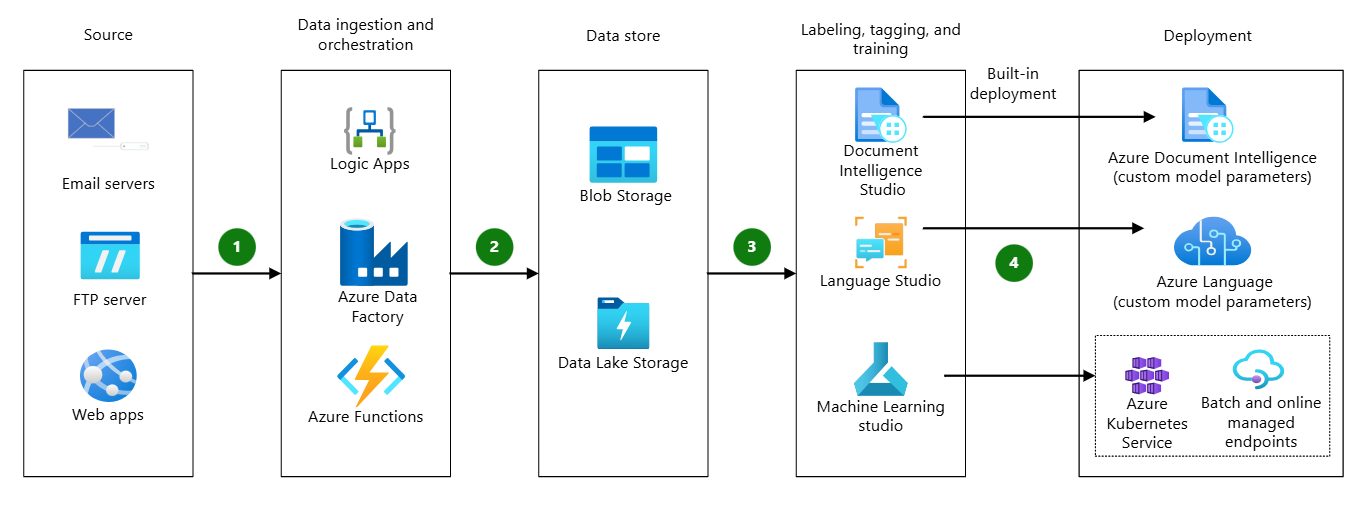 Source
Data ingestion and
orchestration
Data store
Labeling, tagging, and
training
Deployment
Email servers
FTP server
Web apps
1
Logic Apps
Azure Data
Factory
Azure Functions
2
Blob Storage
Data Lake Storage
3
Document
Intelligence
Studio
Language Studio
Machine Learning
studio
Built-in
deployment
4
Azure Document Intelligence
(custom model parameters)
Azure Language
(custom model parameters)
Azure
Kubernetes
Service
Batch and online
managed
endpoints